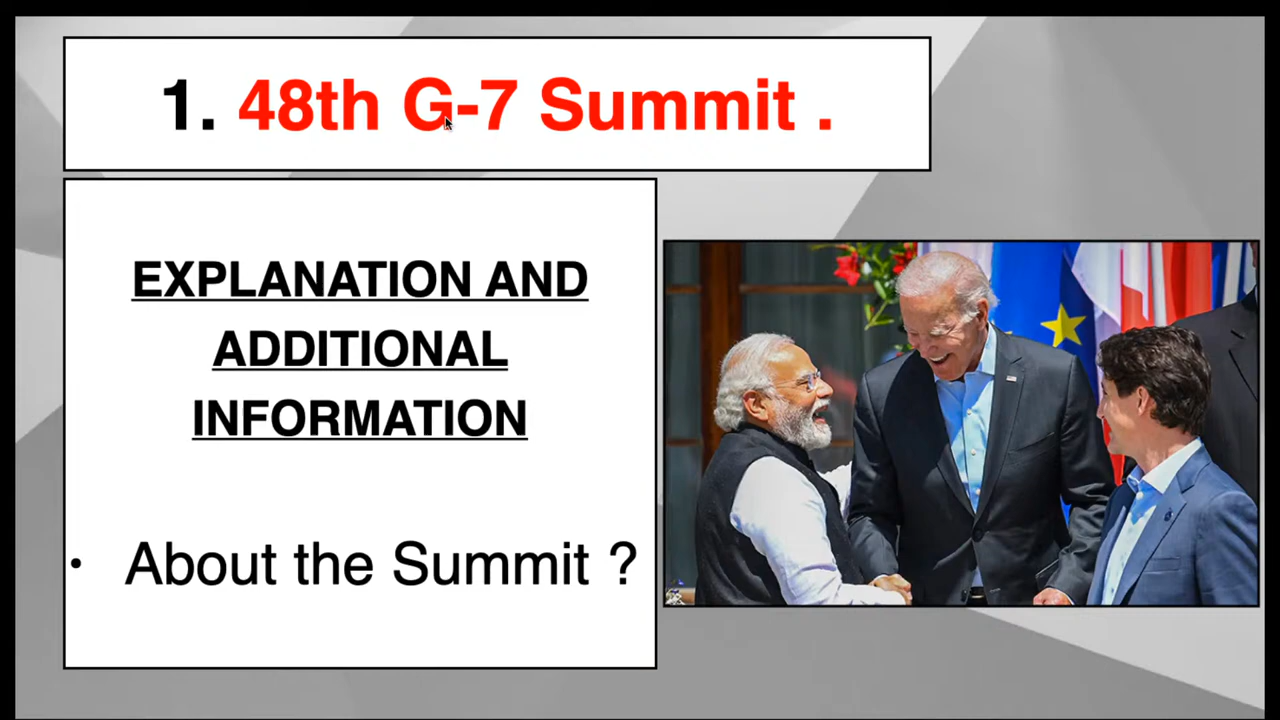 1. 48th G-7 Summit .
EXPLANATION AND
ADDITIONAL
INFORMATION
• About the Summit ?